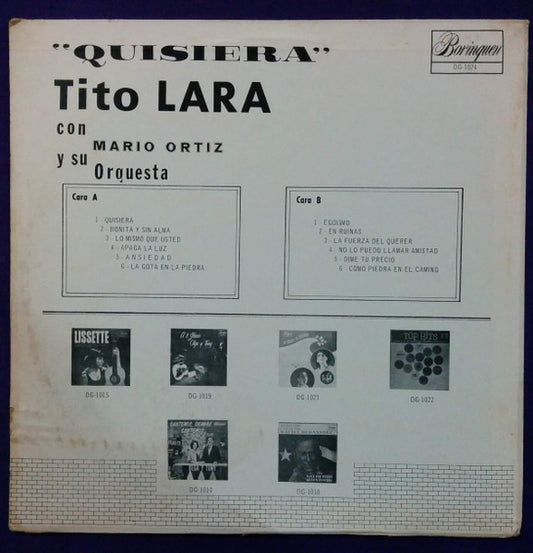 "QUISIERA"
Borinquen
DG-1024
Tito LARA
con
MARIO ORTIZ
y su
Orquesta
Cara A
1 - QUISIERA
2 - BONITA Y SIN ALMA
3 - LO MISMO QUE USTED
4 - APAGA LA LUZ
5 - ANSIEDAD
6 - LA GOTA EN LA PIEDRA
Cara B
1 - EGOISMO
2 - EN RUINAS
3 - LA FUERZA DEL QUERER
4 - NO LO PUEDO LLAMAR AMISTAD
5 - DIME TU PRECIO
6 - COMO PIEDRA EN EL CAMINO
LISSETTE
TOP HITS
DG-1015
DG-1019
DG-1021
DG-1022
RAFAEL HERNANDEZ
DG-1010
DG-1018